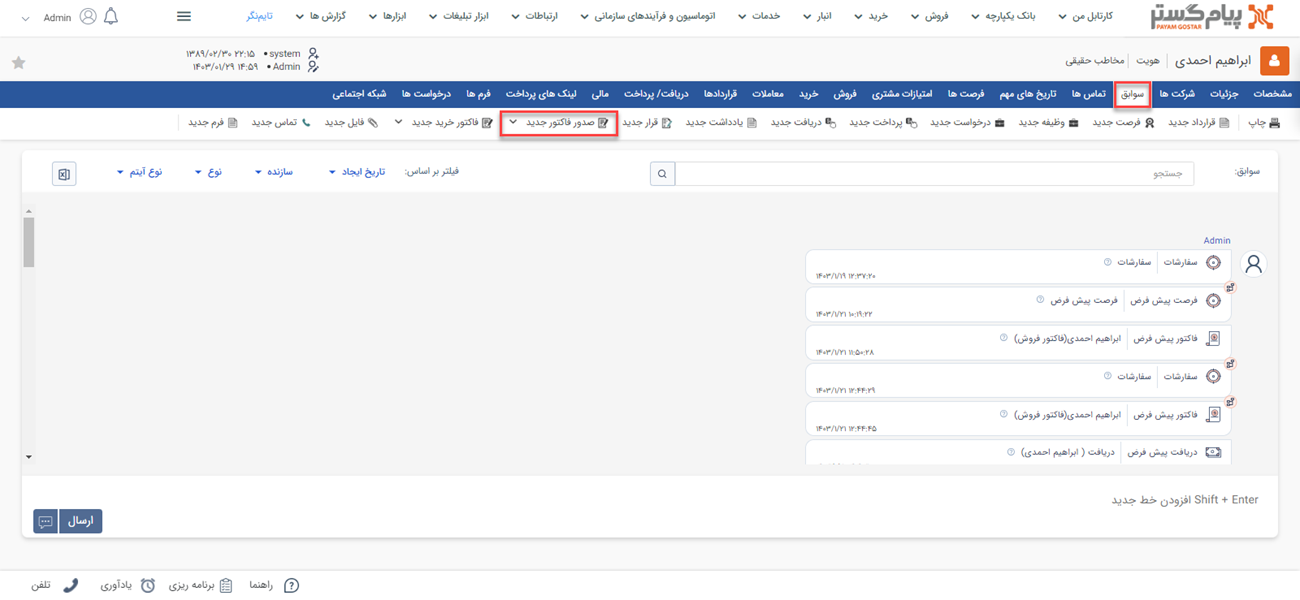 پیام گستر PAYAM GOSTAR کارتابل من بانک یکپارچه فروش خرید انبار خدمات اتوماسیون و فرآیندهای سازمانی ارتباطات ابزار تبلیغات ابزارها گزارش ها تایم‌نگر Admin
ابراهیم احمدی هویت مخاطب حقیقی
system • ۱۳۸۹/۰۲/۳۰ ۲۲:۱۵
Admin • ۱۴۰۳/۰۱/۲۹ ۱۴:۵۹
مشخصات جزئیات شرکت ها سوابق تماس ها تاریخ های مهم فرصت ها امتیازات مشتری فروش خرید معاملات قراردادها دریافت/ پرداخت مالی لینک های پرداخت فرم ها درخواست ها شبکه اجتماعی
چاپ قرارداد جدید فرصت جدید وظیفه جدید درخواست جدید پرداخت جدید دریافت جدید یادداشت جدید قرار جدید صدور فاکتور جدید فاکتور خرید جدید فایل جدید تماس جدید فرم جدید
سوابق: جستجو فیلتر بر اساس: تاریخ ایجاد سازنده نوع نوع آیتم
Admin
سفارشات سفارشات
۱۴۰۳/۱/۱۹ ۱۲:۳۷:۲۰
فرصت پیش فرض فرصت پیش فرض
۱۴۰۳/۱/۲۱ ۱۰:۱۹:۲۲
فاکتور پیش فرض ابراهیم احمدی(فاکتور فروش)
۱۴۰۳/۱/۲۱ ۱۱:۵۰:۲۸
سفارشات سفارشات
۱۴۰۳/۱/۲۱ ۱۲:۴۴:۲۹
فاکتور پیش فرض ابراهیم احمدی(فاکتور فروش)
۱۴۰۳/۱/۲۱ ۱۲:۴۴:۴۵
دریافت پیش فرض دریافت ( ابراهیم احمدی)
Shift + Enter افزودن خط جدید
ارسال
راهنما برنامه ریزی یادآوری تلفن